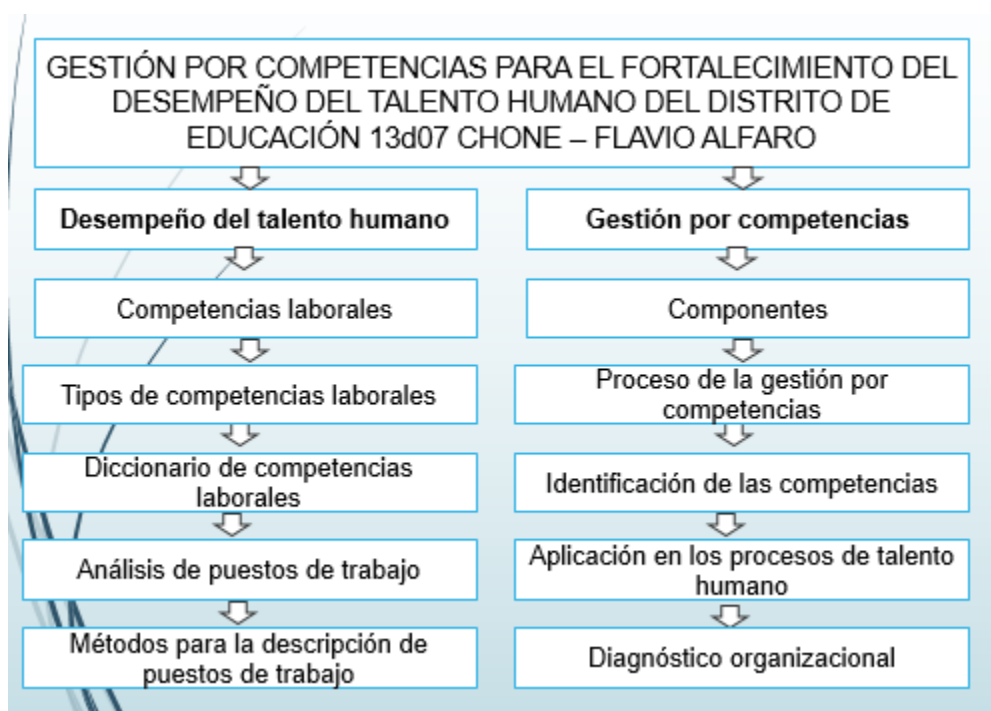 GESTIÓN POR COMPETENCIAS PARA EL FORTALECIMIENTO DEL
DESEMPEÑO DEL TALENTO HUMANO DEL DISTRITO DE
EDUCACIÓN 13d07 CHONE – FLAVIO ALFARO
Desempeño del talento humano
Competencias laborales
Tipos de competencias laborales
Diccionario de competencias
laborales
Análisis de puestos de trabajo
Métodos para la descripción de
puestos de trabajo
Gestión por competencias
Componentes
Proceso de la gestión por
competencias
Identificación de las competencias
Aplicación en los procesos de talento
humano
Diagnóstico organizacional